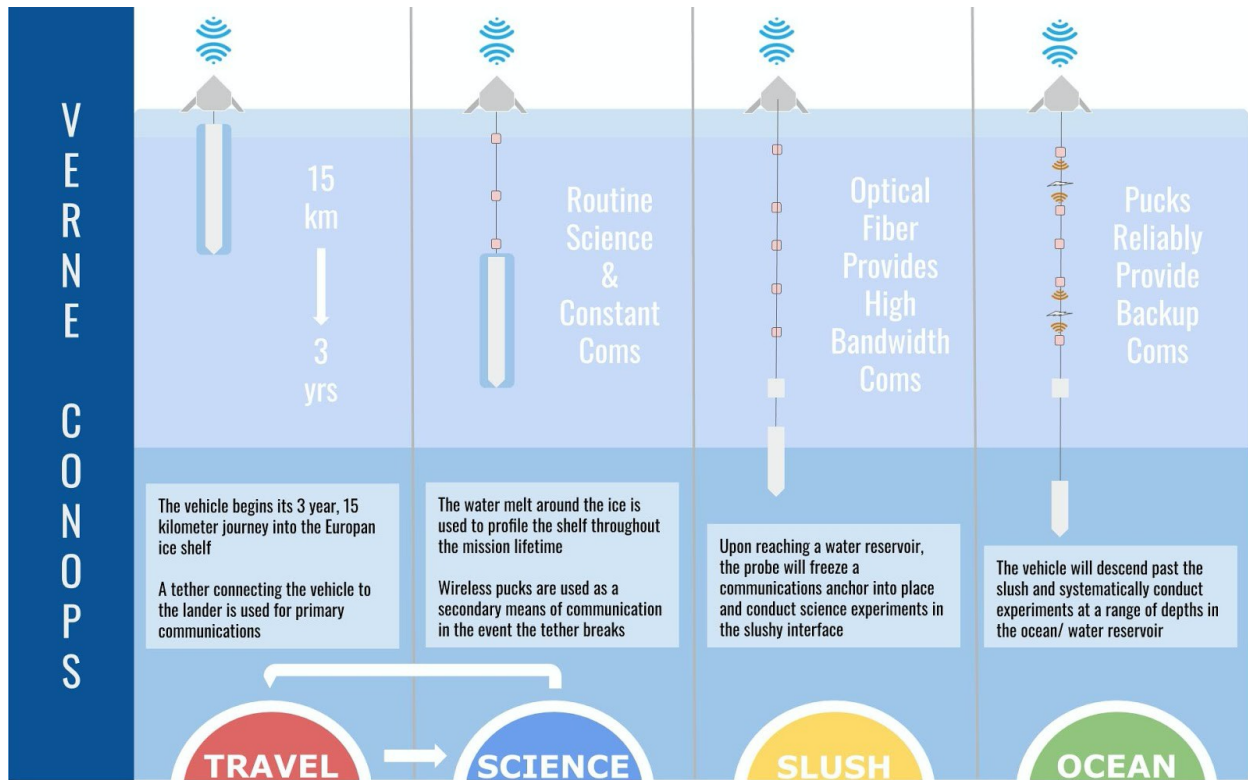 VERNE CONOPS
15
km
3
yrs
Routine
Science
&
Constant
Coms
Optical
Fiber
Provides
High
Bandwidth
Coms
Pucks
Reliably
Provide
Backup
Coms
The vehicle begins its 3 year, 15
kilometer journey into the Europan
ice shelf
A tether connecting the vehicle to
the lander is used for primary
communications
The water melt around the ice is
used to profile the shelf throughout
the mission lifetime
Wireless pucks are used as a
secondary means of communication
in the event the tether breaks
Upon reaching a water reservoir,
the probe will freeze a
communications anchor into place
and conduct science experiments in
the slushy interface
The vehicle will descend past the
slush and systematically conduct
experiments at a range of depths in
the ocean/ water reservoir
TRAVEL
SCIENCE
SLUSH
OCEAN